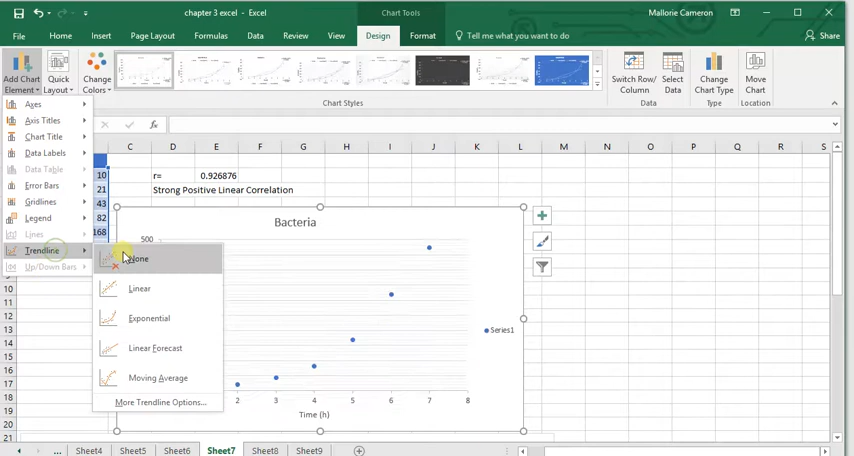 chapter 3 excel - Excel
Chart Tools
Mallorie Cameron
File
Home
Insert
Page Layout
Formulas
Data
Review
View
Design
Format
Tell me what you want to do
Share
Add Chart
Element
Quick
Layout
Change
Colors
Switch Row/
Column
Select
Data
Change
Chart Type
Move
Chart
Chart Styles
Data
Type
Location
Axes
Axis Titles
Chart Title
Data Labels
Data Table
Error Bars
Gridlines
Legend
Lines
Trendline
Up/Down Bars
fx
C D E F G H I J K L M N O P Q R S
10 r= 0.926876
21 Strong Positive Linear Correlation
43
82
168
None
Linear
Exponential
Linear Forecast
Moving Average
More Trendline Options...
Bacteria
500
Series1
2 3 4 5 6 7 8
Time (h)
10
11
12
13
14
15
16
17
18
19
20
21
... Sheet4 Sheet5 Sheet6 Sheet7 Sheet8 Sheet9